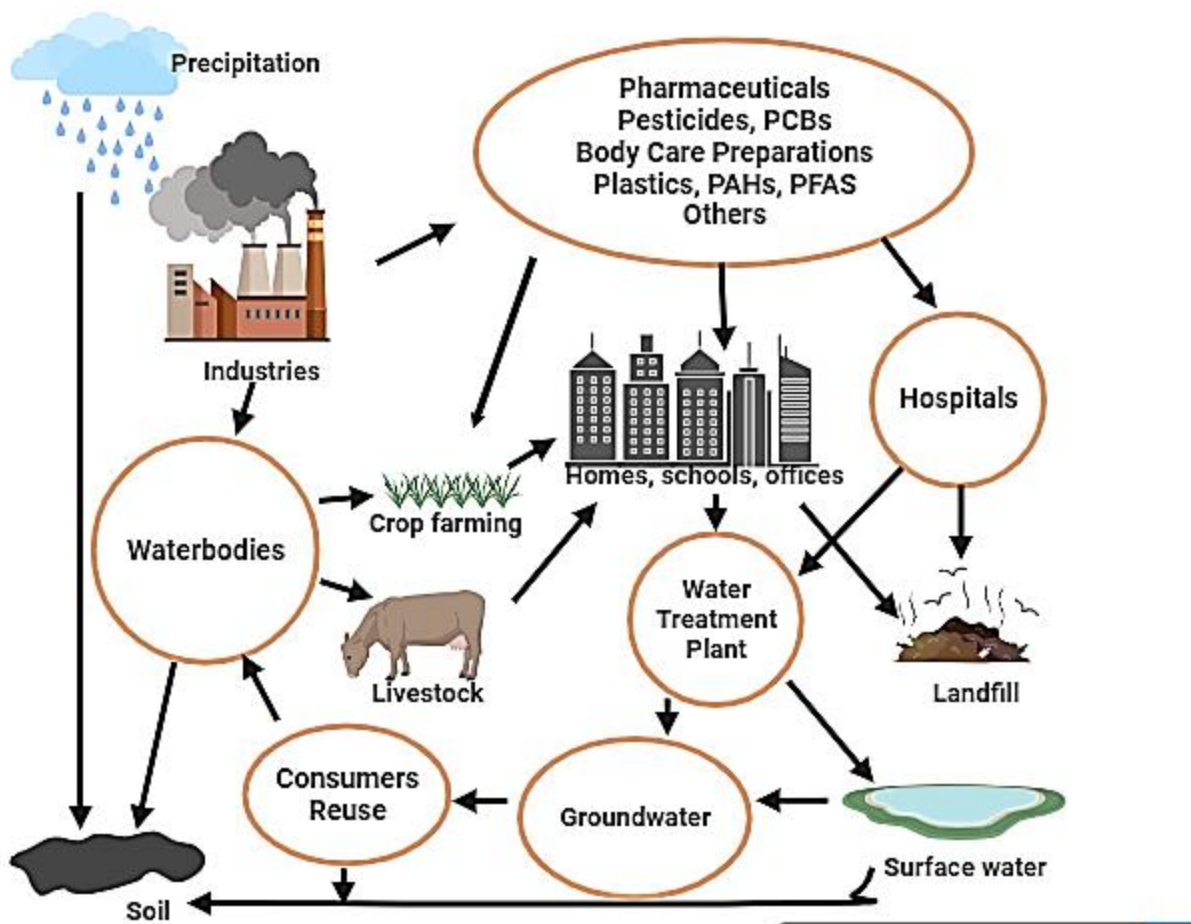 Precipitation
Pharmaceuticals
Pesticides, PCBs
Body Care Preparations
Plastics, PAHs, PFAS
Others
Industries
Hospitals
Homes, schools, offices
Crop farming
Waterbodies
Water
Treatment
Plant
Livestock
Landfill
Consumers
Reuse
Groundwater
Surface water
Soil